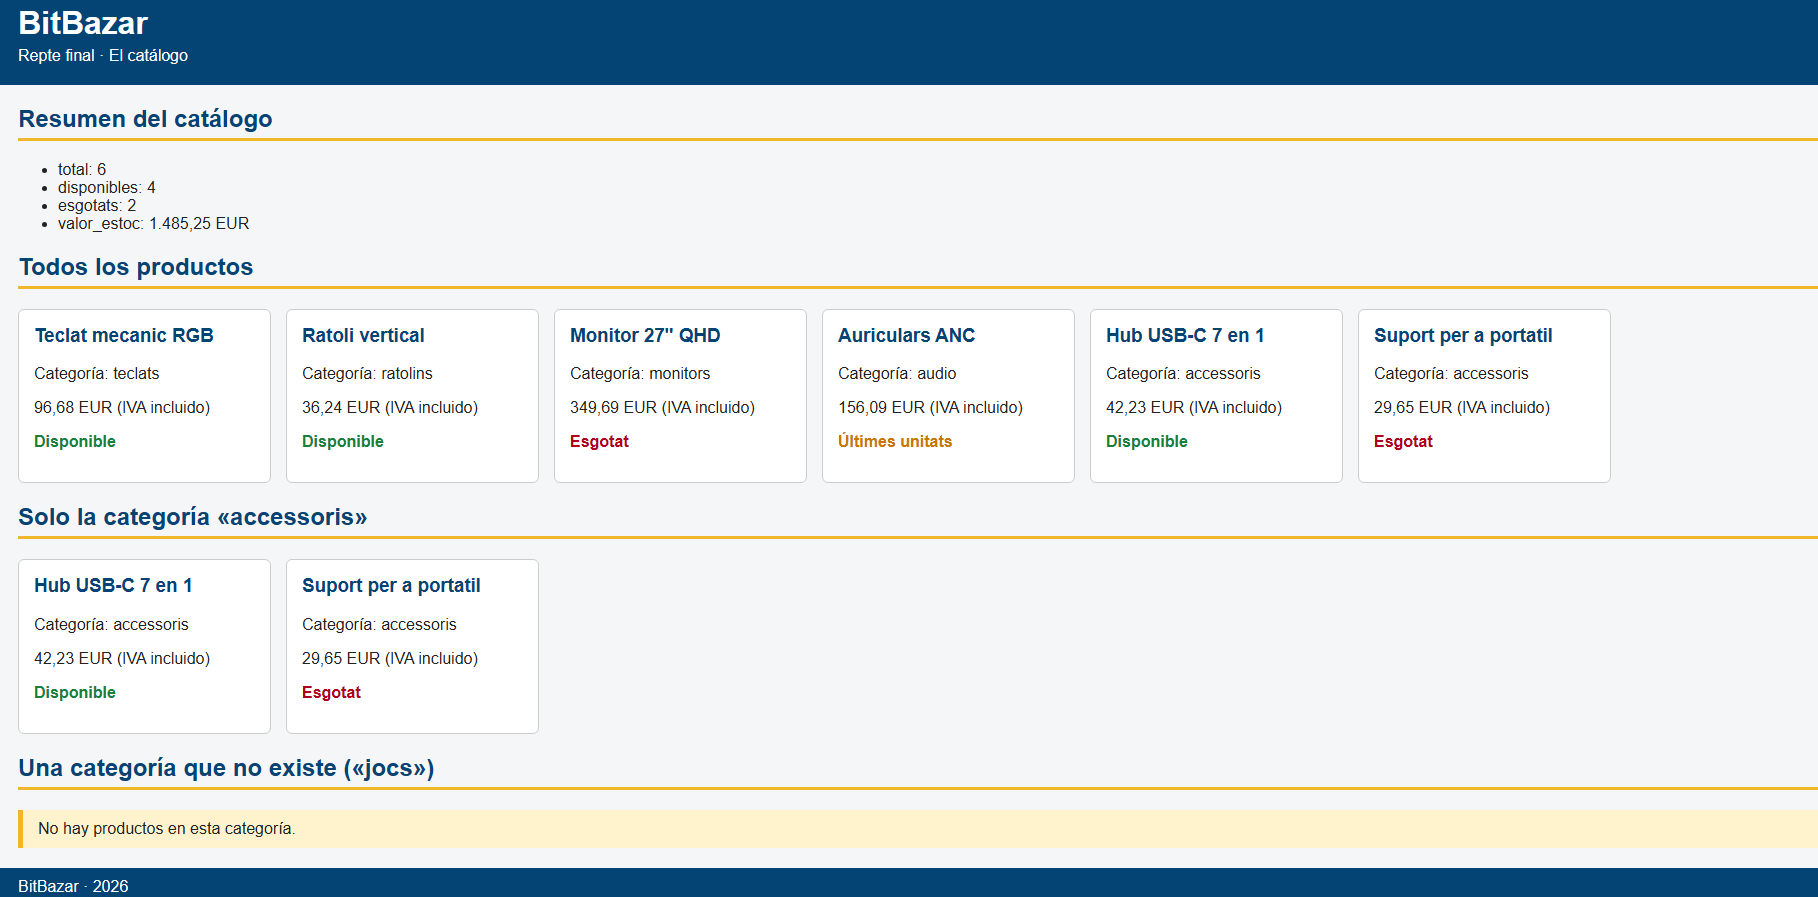 BitBazar
Repte final · El catálogo
Resumen del catálogo
total: 6
disponibles: 4
esgotats: 2
valor_estoc: 1.485,25 EUR
Todos los productos
Teclat mecanic RGB
Categoría: teclats
96,68 EUR (IVA incluido)
Disponible
Ratoli vertical
Categoría: ratolins
36,24 EUR (IVA incluido)
Disponible
Monitor 27" QHD
Categoría: monitors
349,69 EUR (IVA incluido)
Esgotat
Auriculars ANC
Categoría: audio
156,09 EUR (IVA incluido)
Últimes unitats
Hub USB-C 7 en 1
Categoría: accessoris
42,23 EUR (IVA incluido)
Disponible
Suport per a portatil
Categoría: accessoris
29,65 EUR (IVA incluido)
Esgotat
Solo la categoría «accessoris»
Hub USB-C 7 en 1
Categoría: accessoris
42,23 EUR (IVA incluido)
Disponible
Suport per a portatil
Categoría: accessoris
29,65 EUR (IVA incluido)
Esgotat
Una categoría que no existe («jocs»)
No hay productos en esta categoría.
BitBazar · 2026